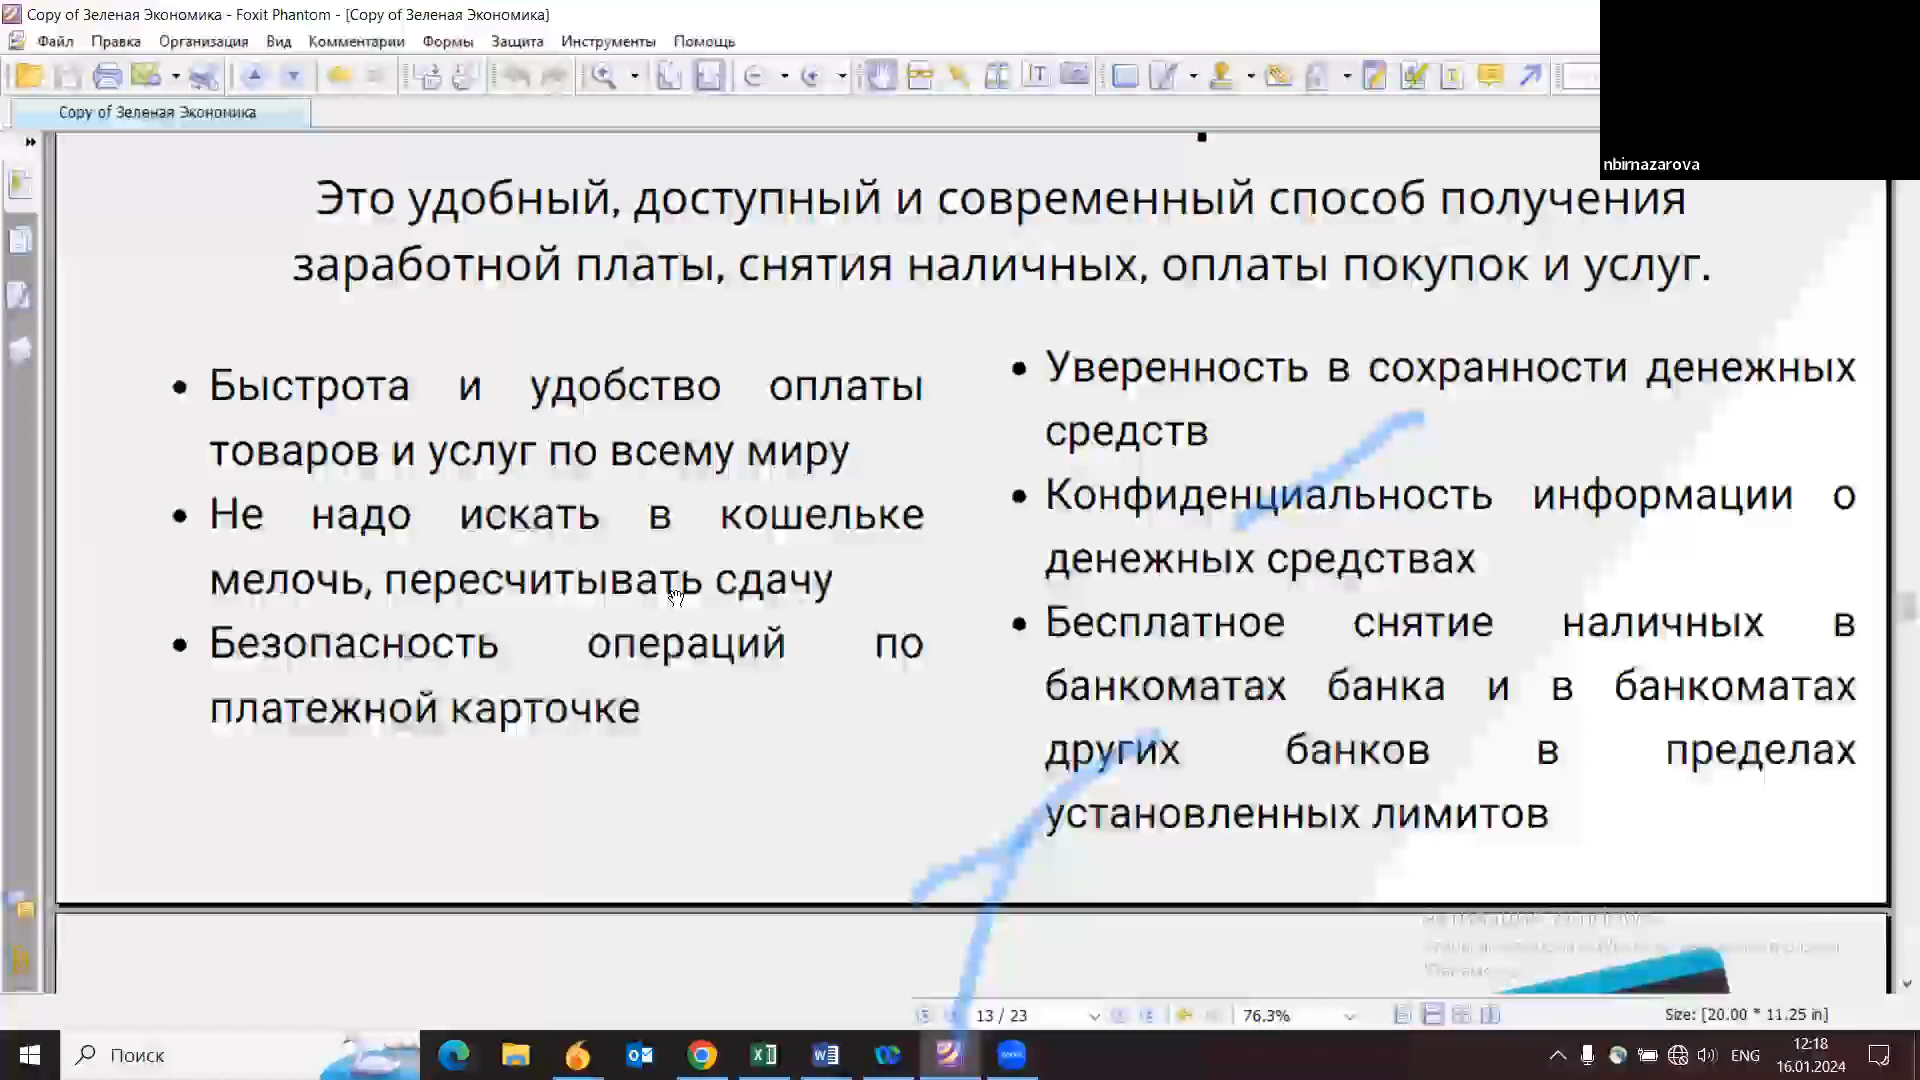 Copy of Зеленая Экономика - Foxit Phantom - [Copy of Зеленая Экономика]
Файл Правка Организация Вид Комментарии Формы Защита Инструменты Помощь
Copy of Зеленая Экономика
nbirnazarova
Это удобный, доступный и современный способ получения
заработной платы, снятия наличных, оплаты покупок и услуг.
• Быстрота и удобство оплаты
товаров и услуг по всему миру
• Не надо искать в кошельке
мелочь, пересчитывать сдачу
• Безопасность операций по
платежной карточке
• Уверенность в сохранности денежных
средств
• Конфиденциальность информации о
денежных средствах
• Бесплатное снятие наличных в
банкоматах банка и в банкоматах
других банков в пределах
установленных лимитов
13 / 23
76.3%
Size: [20.00 * 11.25 in]
Поиск
zoom
ENG
12:18
16.01.2024